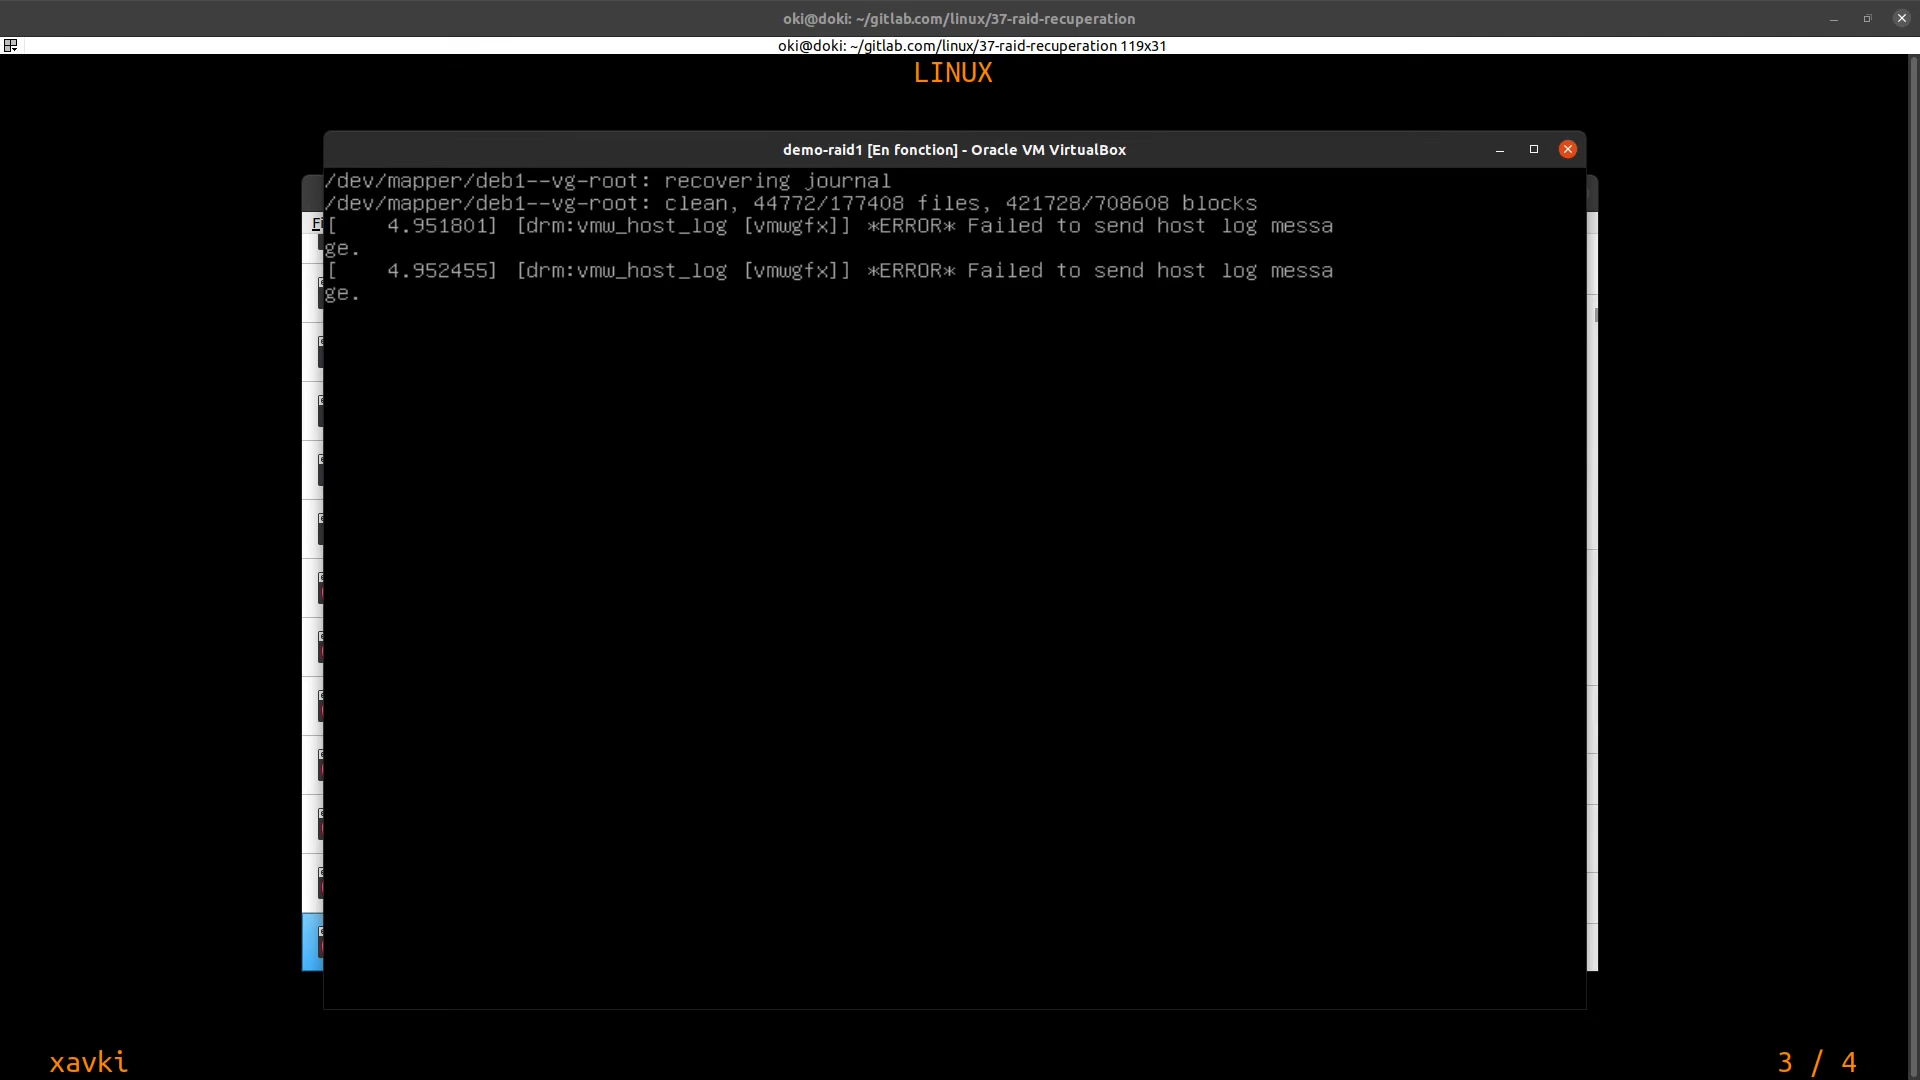 oki@doki: ~/gitlab.com/linux/37-raid-recuperation
oki@doki: ~/gitlab.com/linux/37-raid-recuperation 119x31
LINUX
demo-raid1 [En fonction] - Oracle VM VirtualBox
/dev/mapper/deb1--vg-root: recovering journal
/dev/mapper/deb1--vg-root: clean, 44772/177408 files, 421728/708608 blocks
[    4.951801] [drm:vmw_host_log [vmwgfx]] *ERROR* Failed to send host log messa
ge.
[    4.952455] [drm:vmw_host_log [vmwgfx]] *ERROR* Failed to send host log messa
ge.
xavki
3 / 4